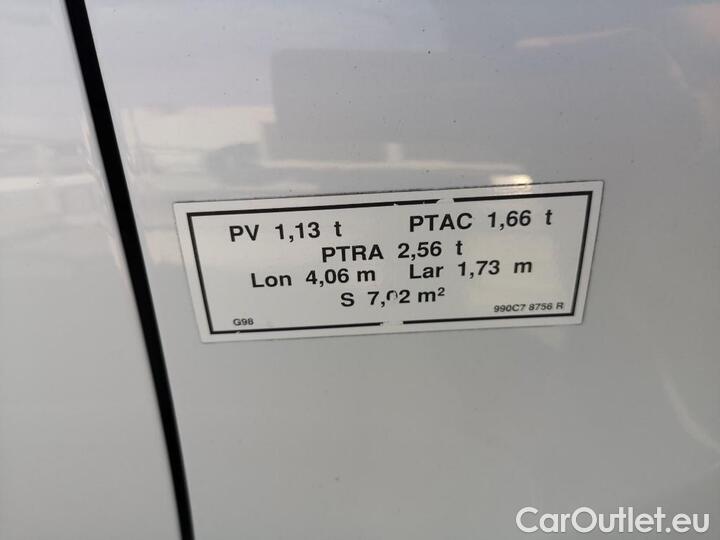 PV 1,13 t PTAC 1,66 t
PTRA 2,56 t
Lon 4,06 m Lar 1,73 m
S 7,02 m²
G98 990C7 8756 R
CarOutlet.eu